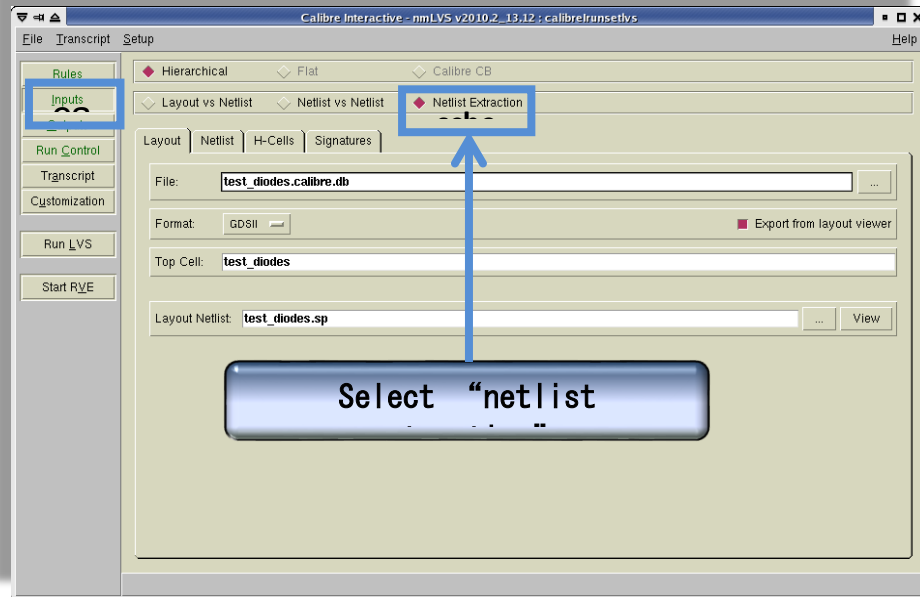 Calibre Interactive - nmLVS v2010.2_13.12 : calibrelrunsetlvs
File Transcript Setup Help
Rules
Inputs
Run Control
Transcript
Customization
Run LVS
Start RVE
Hierarchical Flat Calibre CB
Layout vs Netlist Netlist vs Netlist Netlist Extraction
Layout Netlist H-Cells Signatures
File: test_diodes.calibre.db ...
Format: GDSII Export from layout viewer
Top Cell: test_diodes
Layout Netlist: test_diodes.sp ... View
Select “netlist